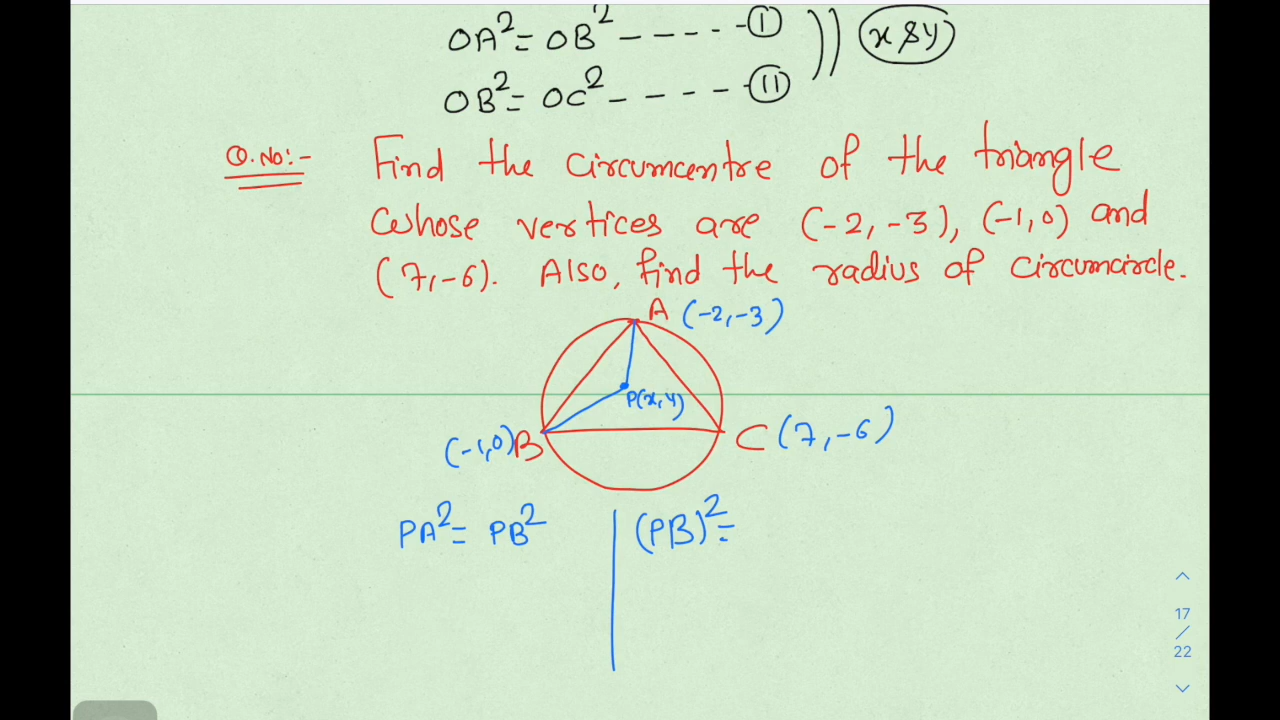 OA²= OB² ----- (I)
OB²= OC² ----- (II)
x & y
Q.No:- Find the circumcentre of the triangle
whose vertices are (-2,-3), (-1,0) and
(7,-6). Also, find the radius of circumcircle.
A (-2,-3)
P(x,y)
(-1,0) B
C (7,-6)
PA²= PB²
(PB)²=
17
/
22